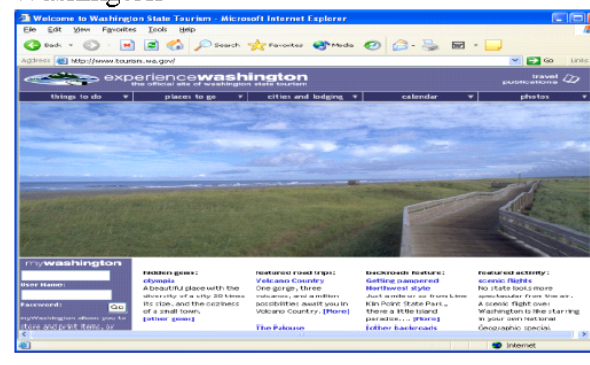 Washington
Welcome to Washington State Tourism - Microsoft Internet Explorer
File Edit View Favorites Tools Help
Back Search Favorites Media
Address http://www.tourism.wa.gov/ Go Links
experiencewashington
the official site of washington state tourism
travel
publications
things to do places to go cities and lodging calendar photos
mywashington
User Name:
Password:
Go
myWashington allows you to
store and print items, or
hidden gems:
olympia
A beautiful place with the
diversity of a city 20 times
its size, and the coziness
of a small town.
[other gems]
featured road trips:
Volcano Country
One gorge, three
volcanos, and a million
possibilities await you in
Volcano Country. [More]
The Palouse
backroads feature:
Getting pampered
Northwest style
Just a mile or so from
Kiln Point State Park,
there a little island
paradise... [More]
[other backroads
featured activity:
scenic flights
No state looks more
spectacular from the air.
A scenic flight over
Washington is like starring
in your own National
Geographic special.
Internet